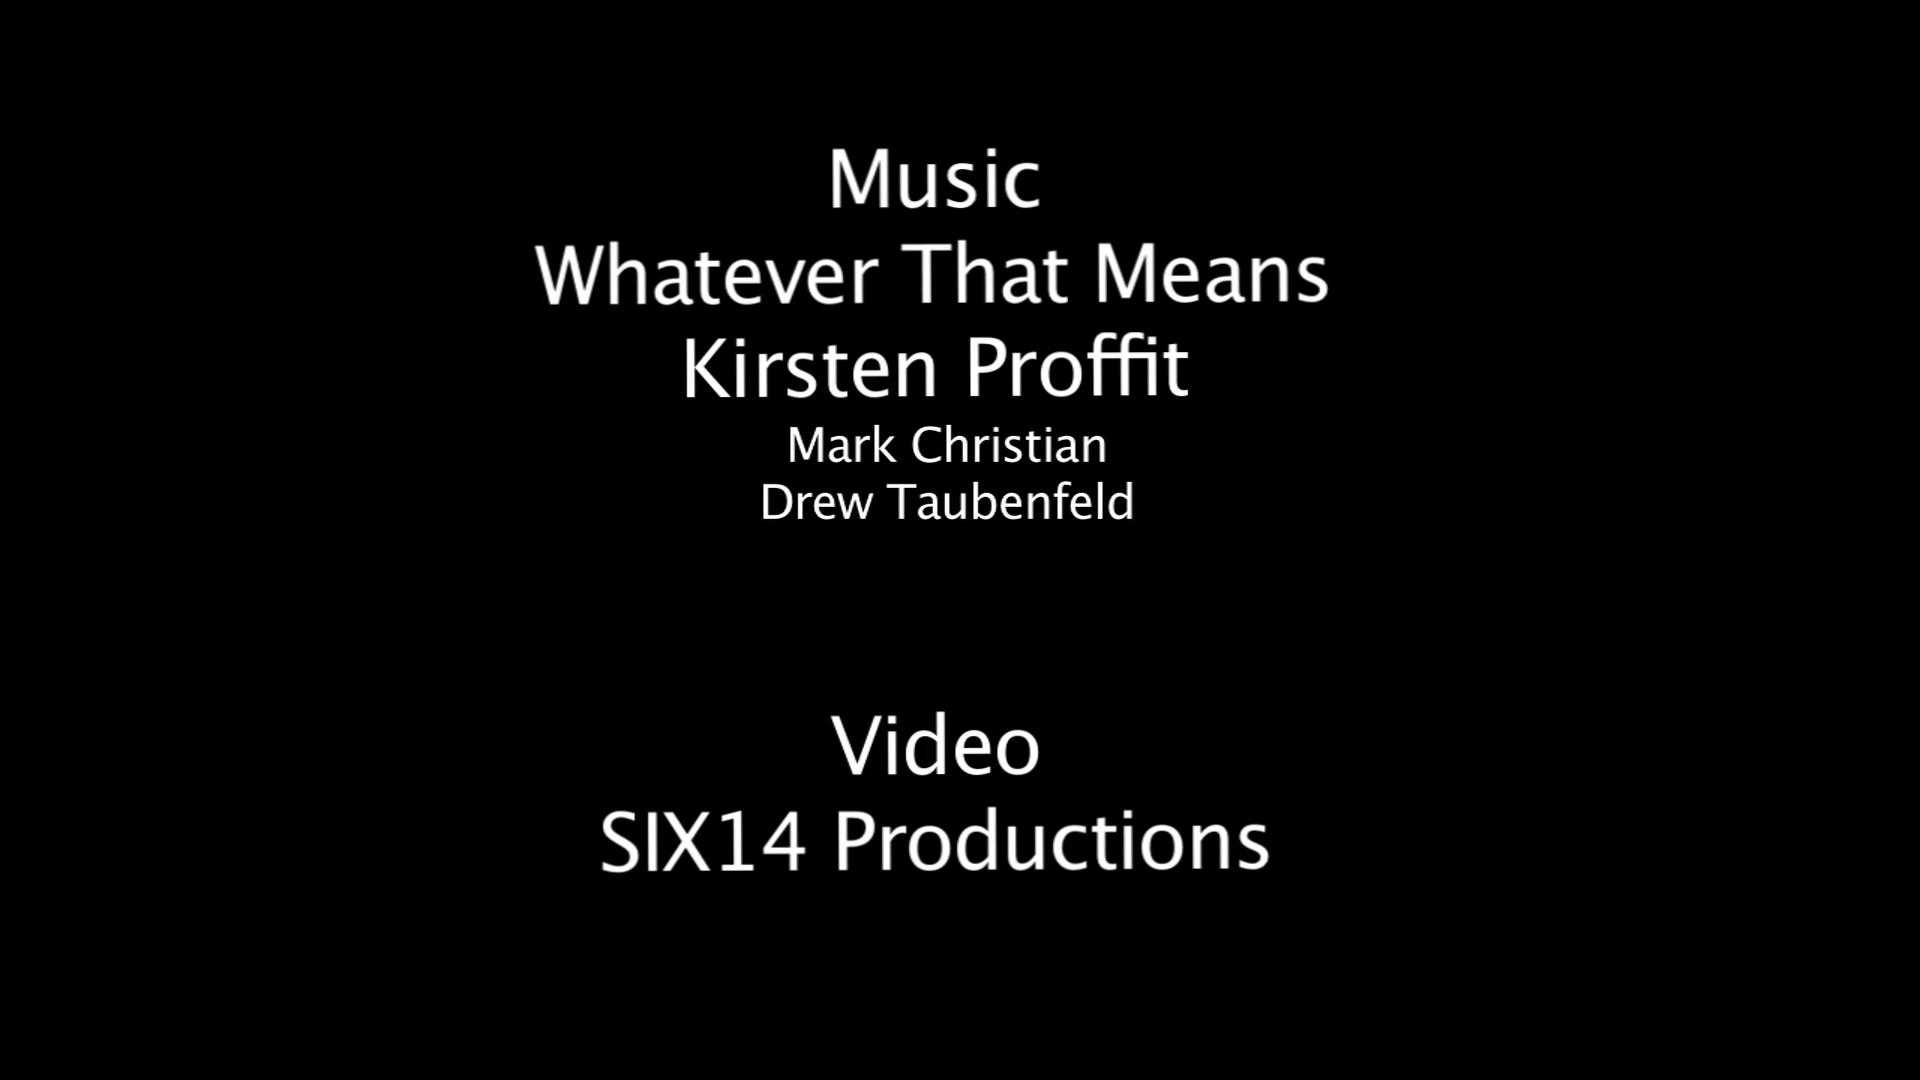 Music
Whatever That Means
Kirsten Proffit
Mark Christian
Drew Taubenfeld
Video
SIX14 Productions